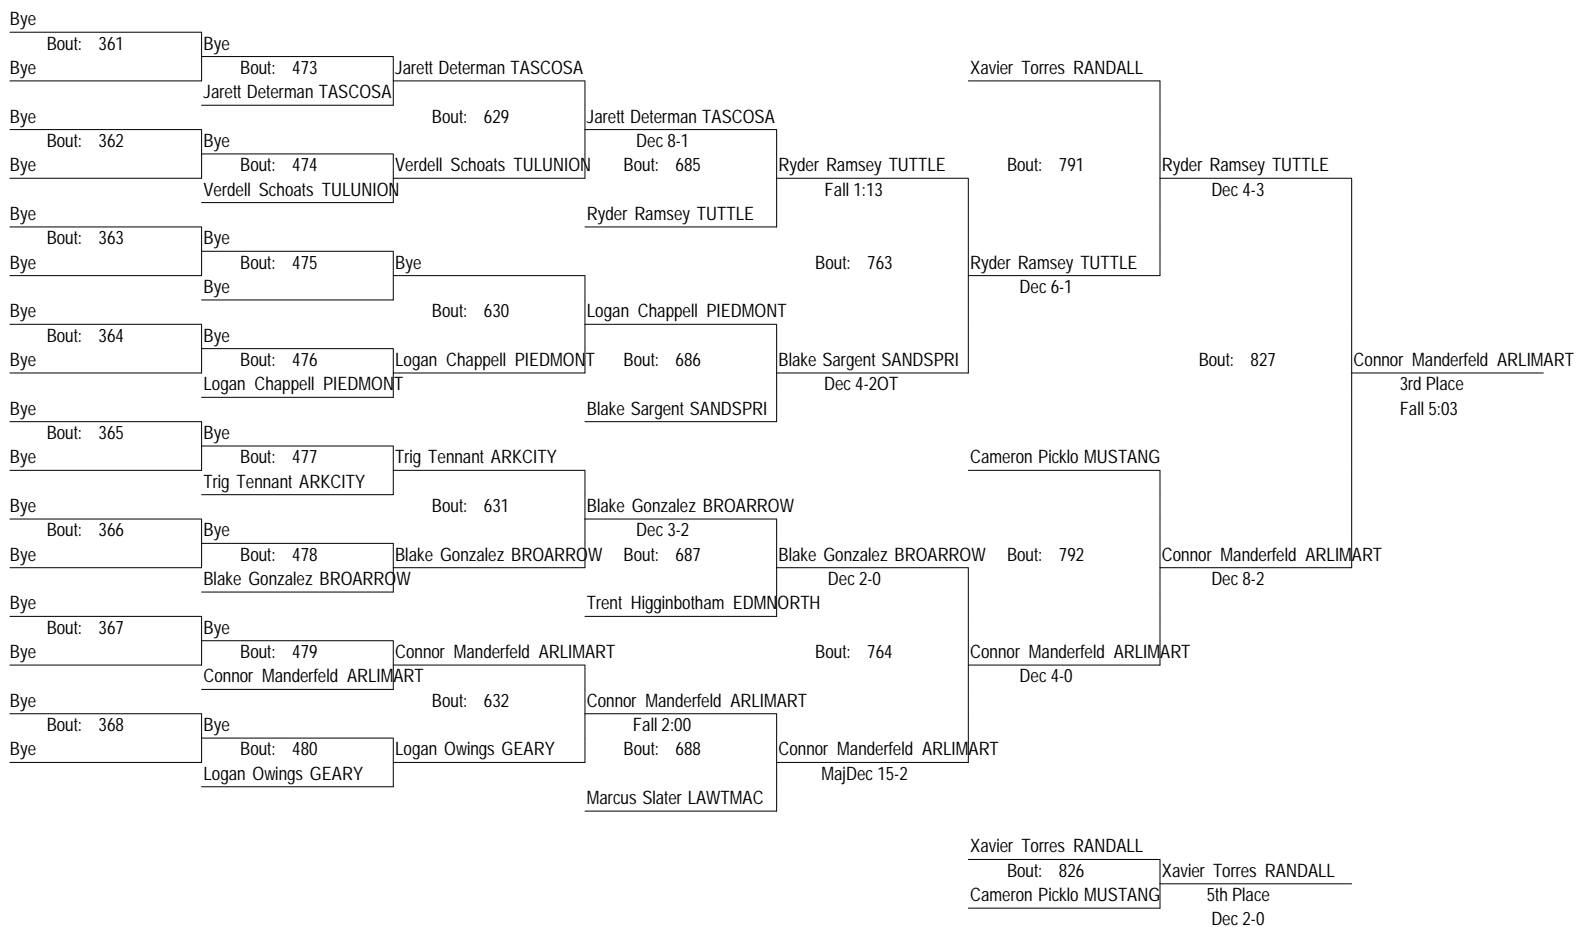 Bye
Bout: 361 Bye
Bye Bout: 473 Jarett Determan TASCOSA Xavier Torres RANDALL
Jarett Determan TASCOSA
Bye Bout: 629 Jarett Determan TASCOSA
Bout: 362 Bye Dec 8-1
Bye Bout: 474 Verdell Schoats TULUNION Bout: 685 Ryder Ramsey TUTTLE Bout: 791 Ryder Ramsey TUTTLE
Verdell Schoats TULUNION Fall 1:13 Dec 4-3
Bye Ryder Ramsey TUTTLE
Bout: 363 Bye
Bye Bout: 475 Bye Bout: 763 Ryder Ramsey TUTTLE
Bye Dec 6-1
Bye Bout: 630 Logan Chappell PIEDMONT
Bout: 364 Bye
Bye Bout: 476 Logan Chappell PIEDMONT Bout: 686 Blake Sargent SANDSPRI Bout: 827 Connor Manderfeld ARLIMART
Logan Chappell PIEDMONT Dec 4-2OT 3rd Place
Bye Blake Sargent SANDSPRI Fall 5:03
Bout: 365 Bye
Bye Bout: 477 Trig Tennant ARKCITY Cameron Picklo MUSTANG
Trig Tennant ARKCITY
Bye Bout: 631 Blake Gonzalez BROARROW
Bout: 366 Bye Dec 3-2
Bye Bout: 478 Blake Gonzalez BROARROW Bout: 687 Blake Gonzalez BROARROW Bout: 792 Connor Manderfeld ARLIMART
Blake Gonzalez BROARROW Dec 2-0 Dec 8-2
Bye Trent Higginbotham EDMNORTH
Bout: 367 Bye
Bye Bout: 479 Connor Manderfeld ARLIMART Bout: 764 Connor Manderfeld ARLIMART
Connor Manderfeld ARLIMART Dec 4-0
Bye Bout: 632 Connor Manderfeld ARLIMART
Bout: 368 Bye Fall 2:00
Bye Bout: 480 Logan Owings GEARY Bout: 688 Connor Manderfeld ARLIMART
Logan Owings GEARY MajDec 15-2
Marcus Slater LAWTMAC
Xavier Torres RANDALL
Bout: 826 Xavier Torres RANDALL
Cameron Picklo MUSTANG 5th Place
Dec 2-0